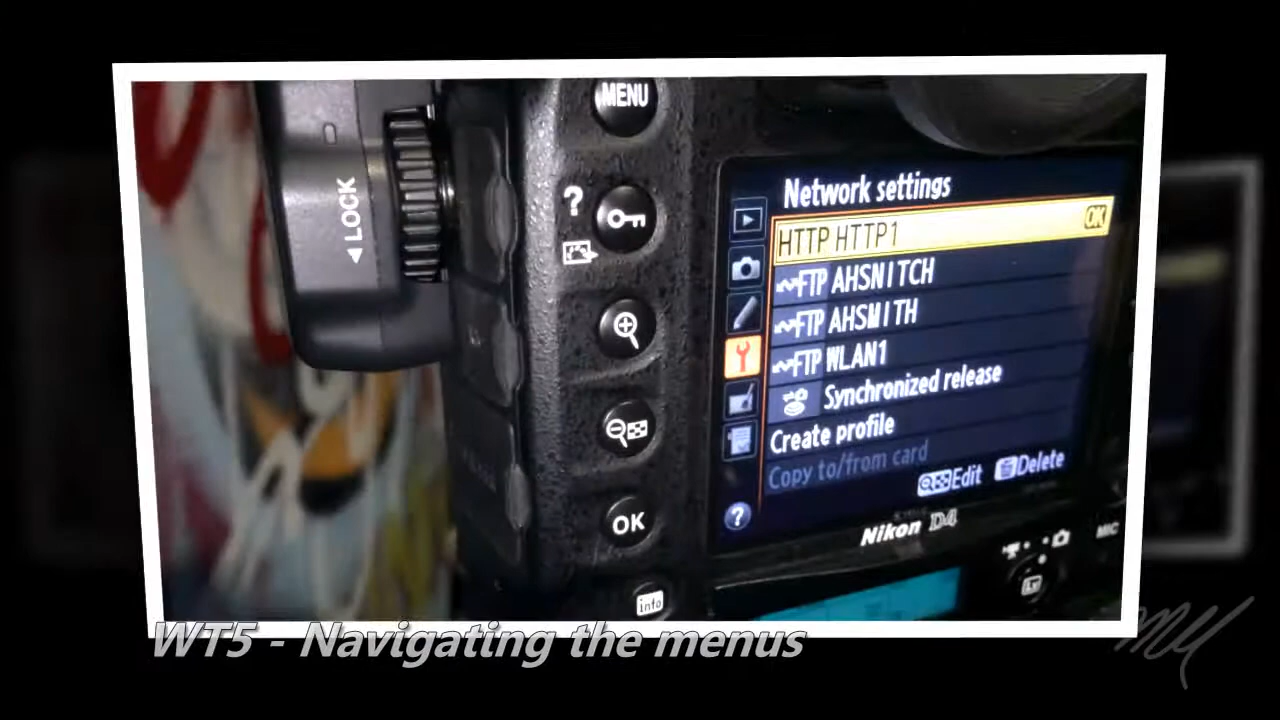 MENU
LOCK
?
Network settings
HTTP HTTP1 OK
FTP AHSNITCH
FTP AHSMITH
FTP WLAN1
Synchronized release
Create profile
Copy to/from card
Edit Delete
?
OK
Nikon D4
MIC
Lv
info
WT5 - Navigating the menus